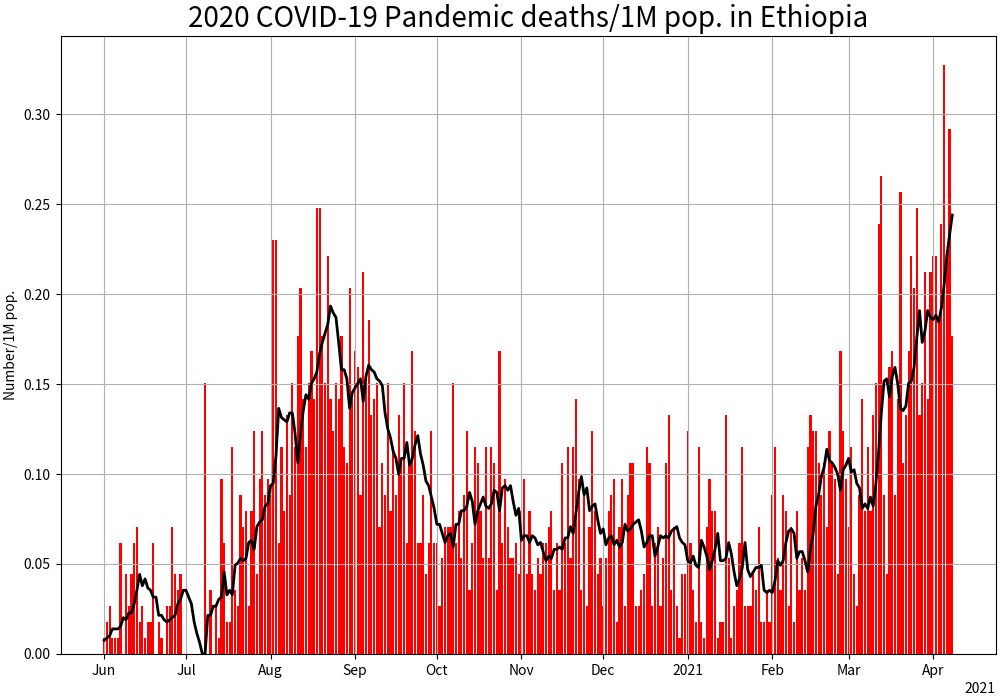 2020 COVID-19 Pandemic deaths/1M pop. in Ethiopia
Number/1M pop.
0.30
0.25
0.20
0.15
0.10
0.05
0.00
Jun Jul Aug Sep Oct Nov Dec 2021 Feb Mar Apr
2021